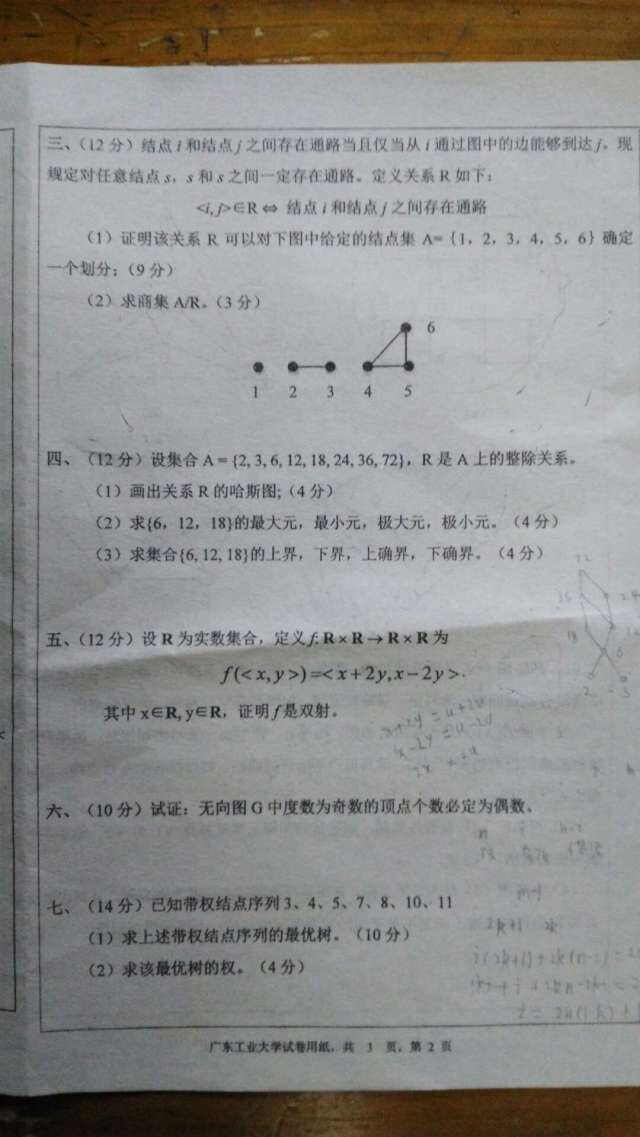 三、（12 分）结点 i 和结点 j 之间存在通路当且仅当从 i 通过图中的边能够到达 j。现
规定对任意结点 s，s 和 s 之间一定存在通路。定义关系 R 如下：
<i, j>∈R ⇔ 结点 i 和结点 j 之间存在通路
（1）证明该关系 R 可以对下图中给定的结点集 A=｛1，2，3，4，5，6｝确定
一个划分；（9 分）
（2）求商集 A/R。（3 分）
6
1 2 3 4 5
四、（12 分）设集合 A = {2, 3, 6, 12, 18, 24, 36, 72}，R 是 A 上的整除关系。
（1）画出关系 R 的哈斯图；（4 分）
（2）求{6，12，18}的最大元，最小元，极大元，极小元。（4 分）
（3）求集合{6, 12, 18}的上界，下界，上确界，下确界。（4 分）
72
36 24
18 12
6
2 3
五、（12 分）设 R 为实数集合，定义 f: R × R → R × R 为
f(< x, y >) =< x + 2y, x − 2y >.
其中 x∈R, y∈R，证明 f 是双射。
x+2y = u+2v
x-2y = u-2v
六、（10 分）试证：无向图 G 中度数为奇数的顶点个数必定为偶数。
七、（14 分）已知带权结点序列 3、4、5、7、8、10、11
（1）求上述带权结点序列的最优树。（10 分）
（2）求该最优树的权。（4 分）
广东工业大学试卷用纸，共 3 页，第 2 页